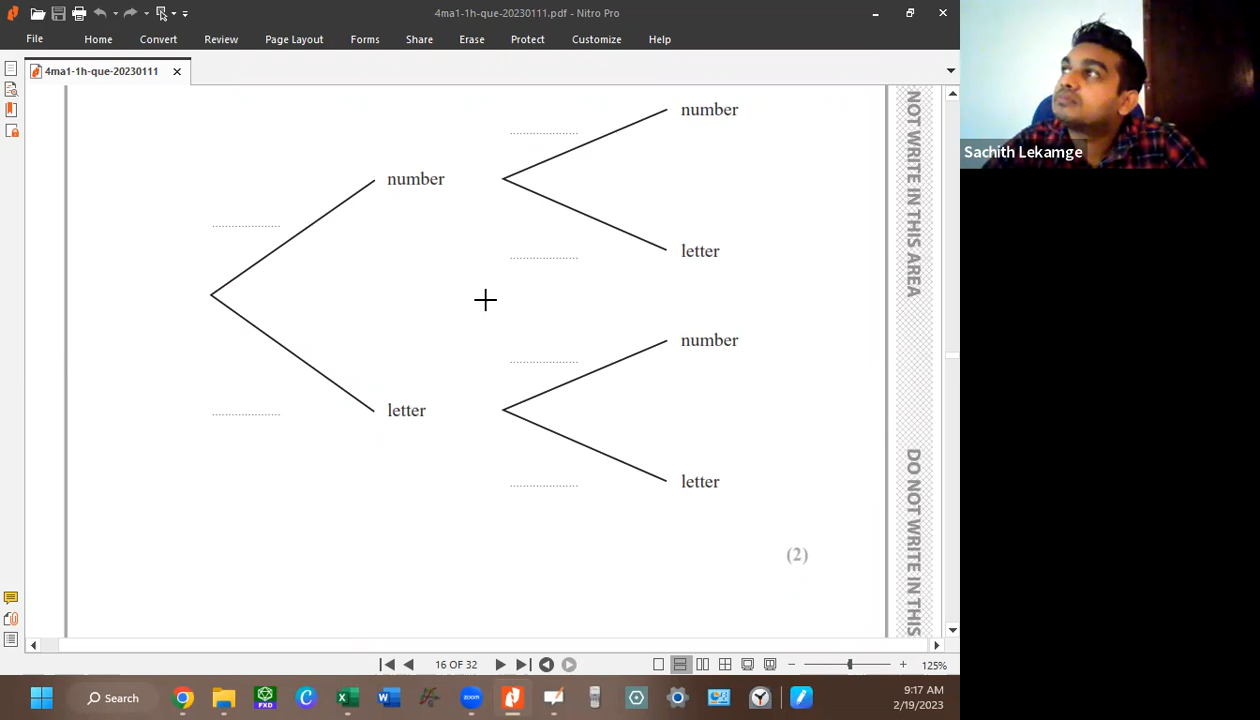 4ma1-1h-que-20230111.pdf - Nitro Pro
File Home Convert Review Page Layout Forms Share Erase Protect Customize Help
4ma1-1h-que-20230111
number
number
letter
number
letter
letter
(2)
NOT WRITE IN THIS AREA
DO NOT WRITE IN THIS
Sachith Lekamge
16 OF 32
125%
Search
FXD
zoom
9:17 AM
2/19/2023